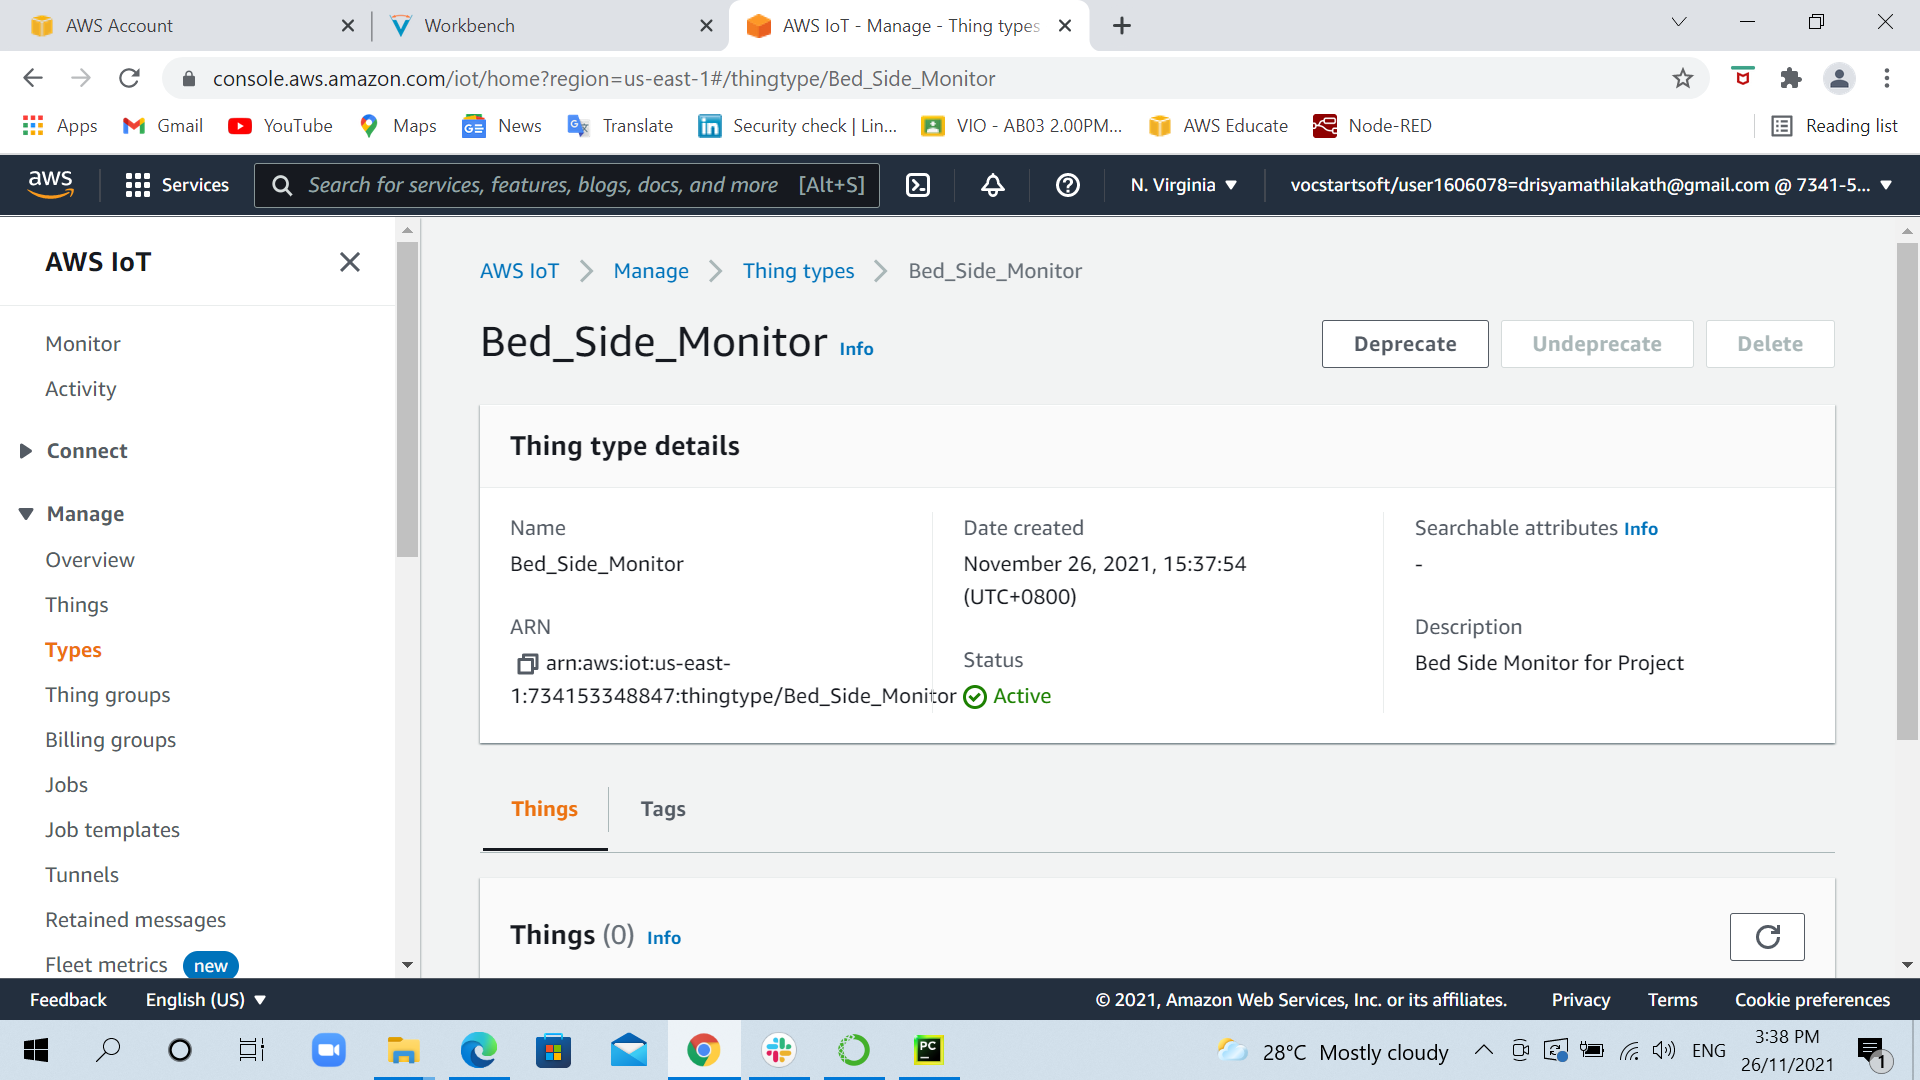 AWS Account
Workbench
AWS IoT - Manage - Thing types
console.aws.amazon.com/iot/home?region=us-east-1#/thingtype/Bed_Side_Monitor
Apps
Gmail
YouTube
Maps
News
Translate
Security check | Lin...
VIO - AB03 2.00PM...
AWS Educate
Node-RED
Reading list
aws
Services
Search for services, features, blogs, docs, and more [Alt+S]
N. Virginia
vocstartsoft/user1606078=drisyamathilakath@gmail.com @ 7341-5...
AWS IoT
Monitor
Activity
Connect
Manage
Overview
Things
Types
Thing groups
Billing groups
Jobs
Job templates
Tunnels
Retained messages
Fleet metrics new
AWS IoT
Manage
Thing types
Bed_Side_Monitor
Bed_Side_Monitor Info
Deprecate
Undeprecate
Delete
Thing type details
Name
Bed_Side_Monitor
ARN
arn:aws:iot:us-east-
1:734153348847:thingtype/Bed_Side_Monitor
Date created
November 26, 2021, 15:37:54
(UTC+0800)
Status
Active
Searchable attributes Info
-
Description
Bed Side Monitor for Project
Things
Tags
Things (0) Info
Feedback
English (US)
© 2021, Amazon Web Services, Inc. or its affiliates.
Privacy
Terms
Cookie preferences
PC
28°C Mostly cloudy
ENG
3:38 PM
26/11/2021
1